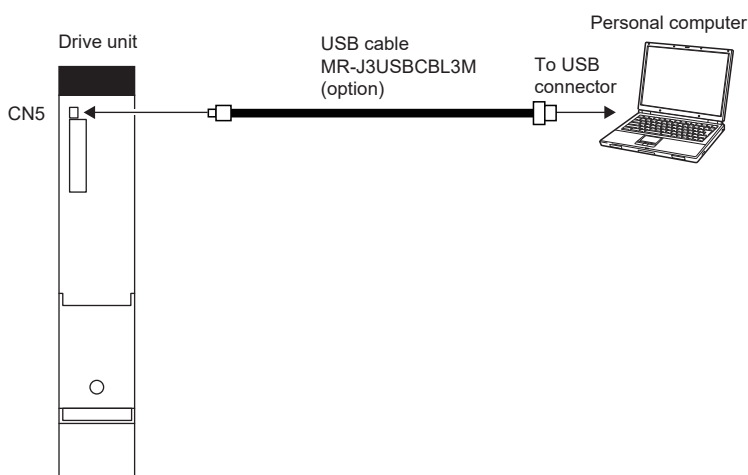 Personal computer
Drive unit
USB cable
MR-J3USBCBL3M
(option)
To USB
connector
CN5